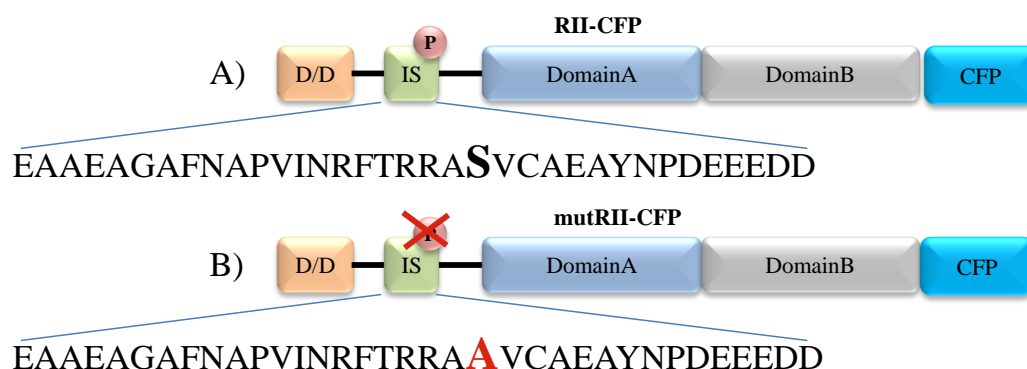 RII-CFP
P
A) D/D IS DomainA DomainB CFP
EAAEAGAFNAPVINRFTRRASVCAEAYNPDEEEDD
mutRII-CFP
P
B) D/D IS DomainA DomainB CFP
EAAEAGAFNAPVINRFTRRAAVCAEAYNPDEEEDD